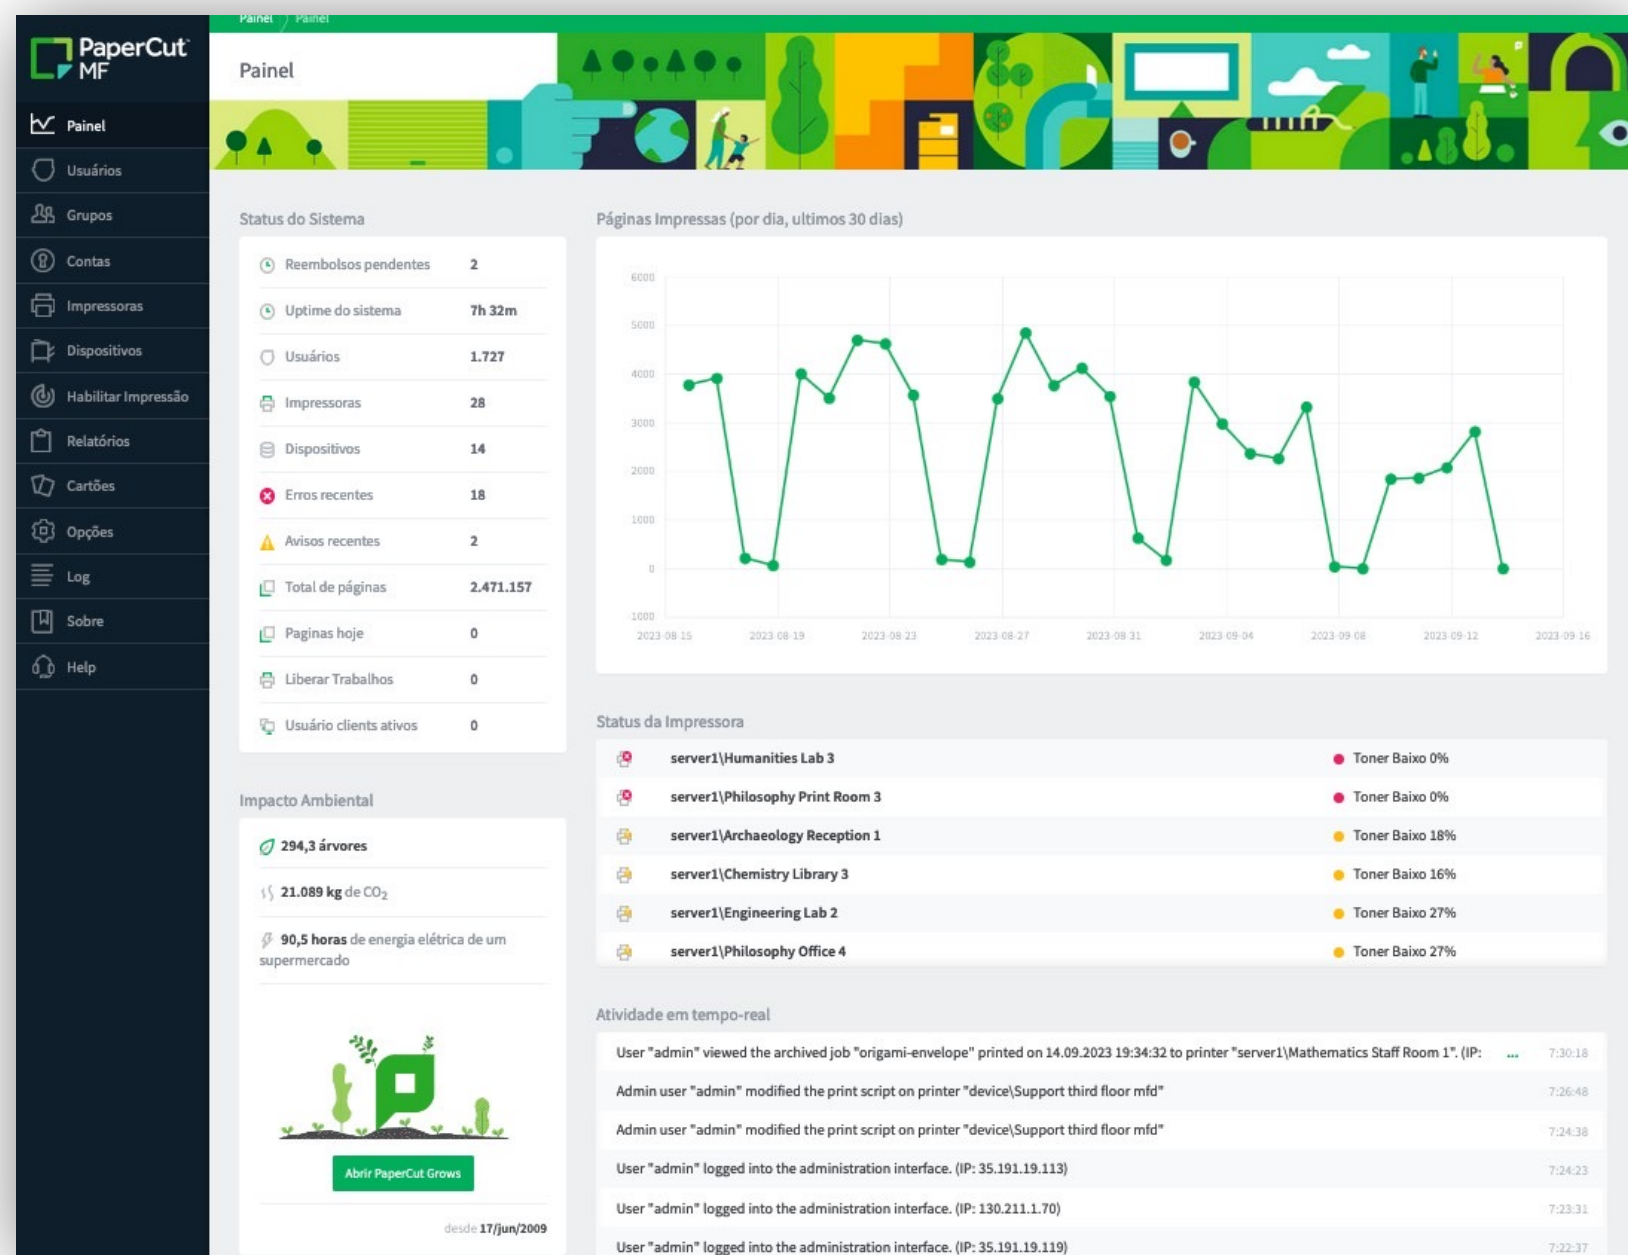 PaperCut
MF
Painel
Usuários
Grupos
Contas
Impressoras
Dispositivos
Habilitar Impressão
Relatórios
Cartões
Opções
Log
Sobre
Help
Painel Painel
Painel
Status do Sistema
Reembolsos pendentes 2
Uptime do sistema 7h 32m
Usuários 1.727
Impressoras 28
Dispositivos 14
Erros recentes 18
Avisos recentes 2
Total de páginas 2.471.157
Paginas hoje 0
Liberar Trabalhos 0
Usuário clients ativos 0
Impacto Ambiental
294,3 árvores
21.089 kg de CO2
90,5 horas de energia elétrica de um
supermercado
Abrir PaperCut Grows
desde 17/jun/2009
Páginas Impressas (por dia, ultimos 30 dias)
6000
5000
4000
3000
2000
1000
0
-1000
2023-08-15 2023-08-19 2023-08-23 2023-08-27 2023-08-31 2023-09-04 2023-09-08 2023-09-12 2023-09-16
Status da Impressora
server1\Humanities Lab 3 Toner Baixo 0%
server1\Philosophy Print Room 3 Toner Baixo 0%
server1\Archaeology Reception 1 Toner Baixo 18%
server1\Chemistry Library 3 Toner Baixo 16%
server1\Engineering Lab 2 Toner Baixo 27%
server1\Philosophy Office 4 Toner Baixo 27%
Atividade em tempo-real
User "admin" viewed the archived job "origami-envelope" printed on 14.09.2023 19:34:32 to printer "server1\Mathematics Staff Room 1". (IP: ... 7:30:18
Admin user "admin" modified the print script on printer "device\Support third floor mfd" 7:26:48
Admin user "admin" modified the print script on printer "device\Support third floor mfd" 7:24:38
User "admin" logged into the administration interface. (IP: 35.191.19.113) 7:24:23
User "admin" logged into the administration interface. (IP: 130.211.1.70) 7:23:31
User "admin" logged into the administration interface. (IP: 35.191.19.119) 7:22:37